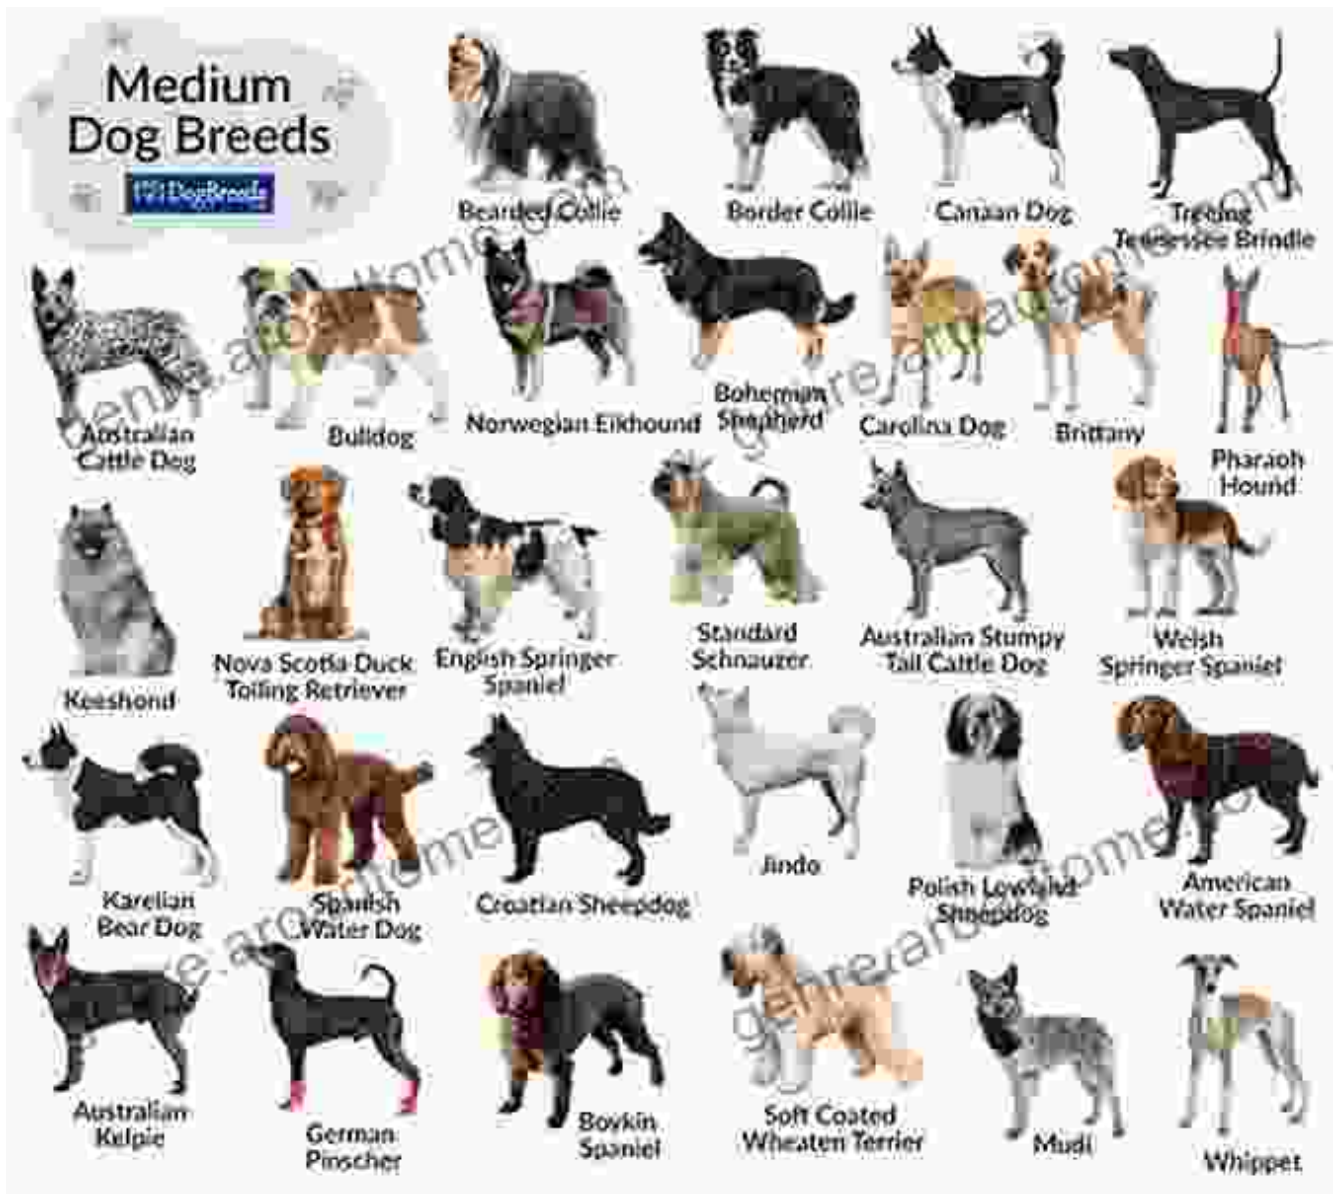 Medium
Dog Breeds
DogBreeds
Bearded Collie
Border Collie
Canaan Dog
Treeing
Tennessee Brindle
Australian
Cattle Dog
Bulldog
Norwegian Elkhound
Bohemian
Shepherd
Carolina Dog
Brittany
Pharaoh
Hound
Keeshond
Nova Scotia Duck
Tolling Retriever
English Springer
Spaniel
Standard
Schnauzer
Australian Stumpy
Tail Cattle Dog
Welsh
Springer Spaniel
Karelian
Bear Dog
Spanish
Water Dog
Croatian Sheepdog
Jindo
Polish Lowland
Sheepdog
American
Water Spaniel
Australian
Kelpie
German
Pinscher
Boykin
Spaniel
Soft Coated
Wheaten Terrier
Mudi
Whippet